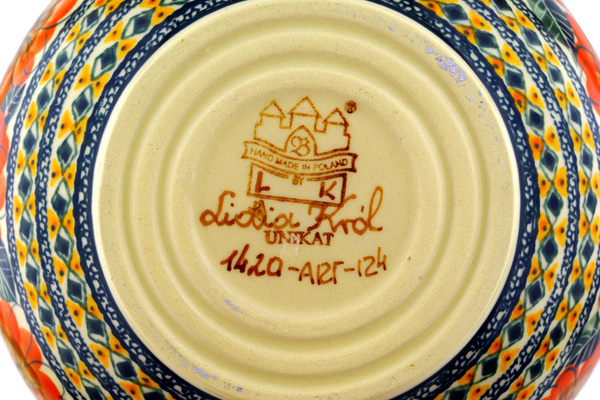 ®
B
HAND MADE IN POLAND
BY
L K
Lidia Król
UNIKAT
1420-ART-124